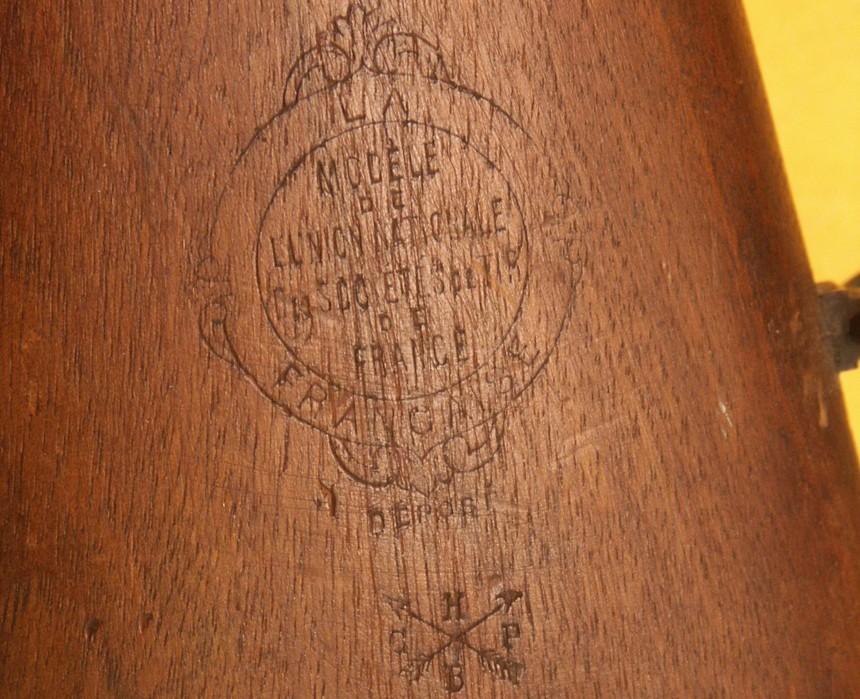 LA
MODÈLE
DE
L'UNION NATIONALE
DES SOCIÉTÉS DE TIR
DE
FRANCE
FRANÇAISE
DÉPOSÉ
H
P
B